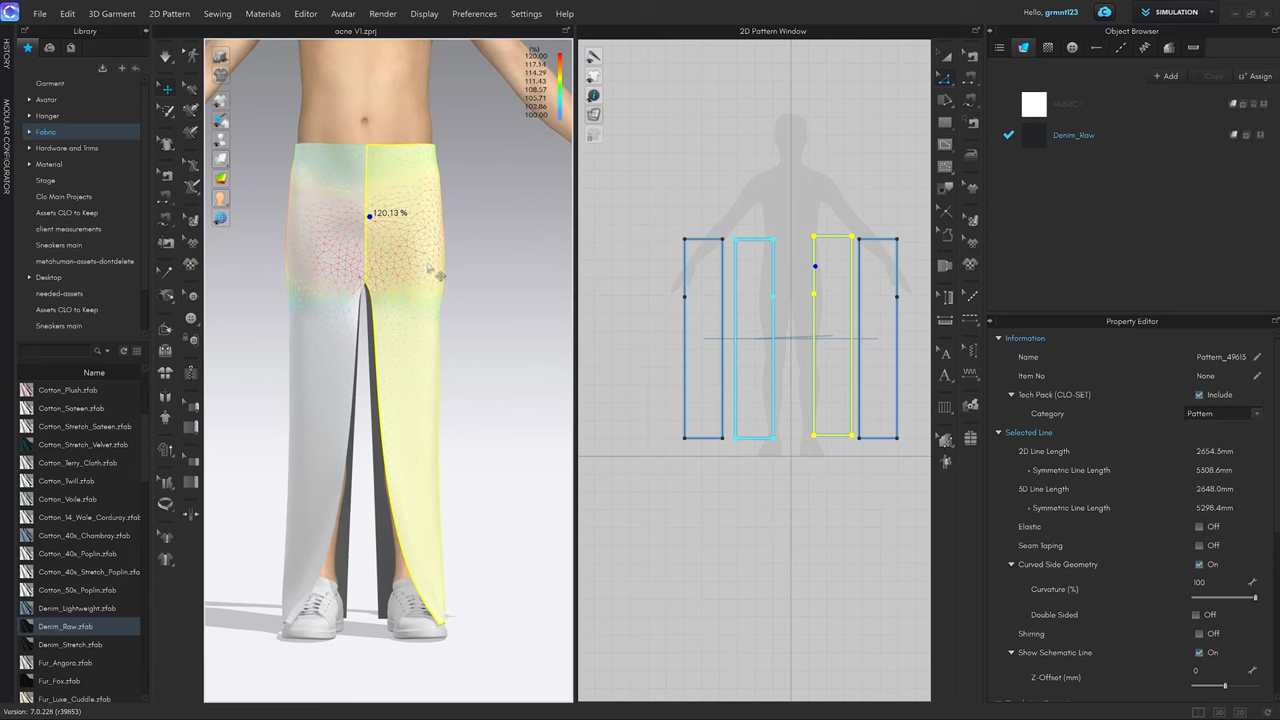 File
Edit
3D Garment
2D Pattern
Sewing
Materials
Editor
Avatar
Render
Display
Preferences
Settings
Help
Hello, grmnt123
SIMULATION
Library
acne V1.zprj
2D Pattern Window
Object Browser
HISTORY
MODULAR CONFIGURATOR
Garment
Avatar
Hanger
Fabric
Hardware and Trims
Material
Stage
Clo Main Projects
Assets CLO to Keep
client measurements
Sneakers main
metahuman-assets-dontdelete
Desktop
needed-assets
Assets CLO to Keep
Sneakers main
Name
Cotton_Plush.zfab
Cotton_Sateen.zfab
Cotton_Stretch_Sateen.zfab
Cotton_Stretch_Velvet.zfab
Cotton_Terry_Cloth.zfab
Cotton_Twill.zfab
Cotton_Voile.zfab
Cotton_14_Wale_Corduroy.zfab
Cotton_40s_Chambray.zfab
Cotton_40s_Poplin.zfab
Cotton_40s_Stretch_Poplin.zfa
Cotton_50s_Poplin.zfab
Denim_Lightweight.zfab
Denim_Raw.zfab
Denim_Stretch.zfab
Fur_Angora.zfab
Fur_Fox.zfab
Fur_Luxe_Cuddle.zfab
Version: 7.0.228 (r39853)
(%)
120.00
117.14
114.29
111.43
108.57
105.71
102.86
100.00
120.13 %
+ Add
Copy
Assign
FABRIC 1
Denim_Raw
Property Editor
Information
Name
Pattern_49613
Item No
None
Tech Pack (CLO-SET)
Include
Category
Pattern
Selected Line
2D Line Length
2654.3mm
Symmetric Line Length
5308.6mm
3D Line Length
2648.0mm
Symmetric Line Length
5298.4mm
Elastic
Off
Seam Taping
Off
Curved Side Geometry
On
Curvature (%)
100
Double Sided
Off
Shirring
Off
Show Schematic Line
On
Z-Offset (mm)
0